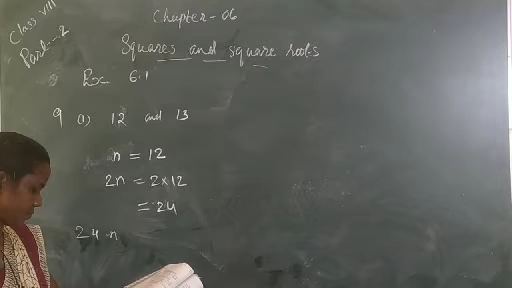 Class VIII
Part-2
Chapter-06
Squares and square roots
Ex 6.1
9 (i) 12 and 13
n = 12
2n = 2×12
= 24
24 n